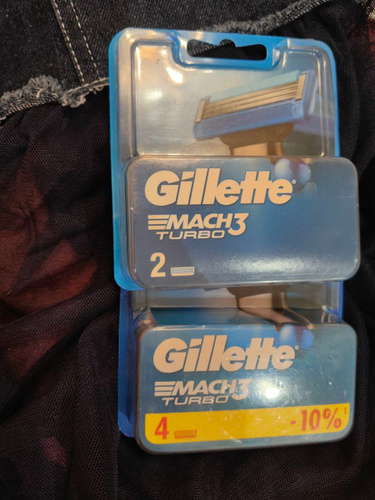 Gillette
MACH3
TURBO
2
Gillette
MACH3
TURBO
4 -10%